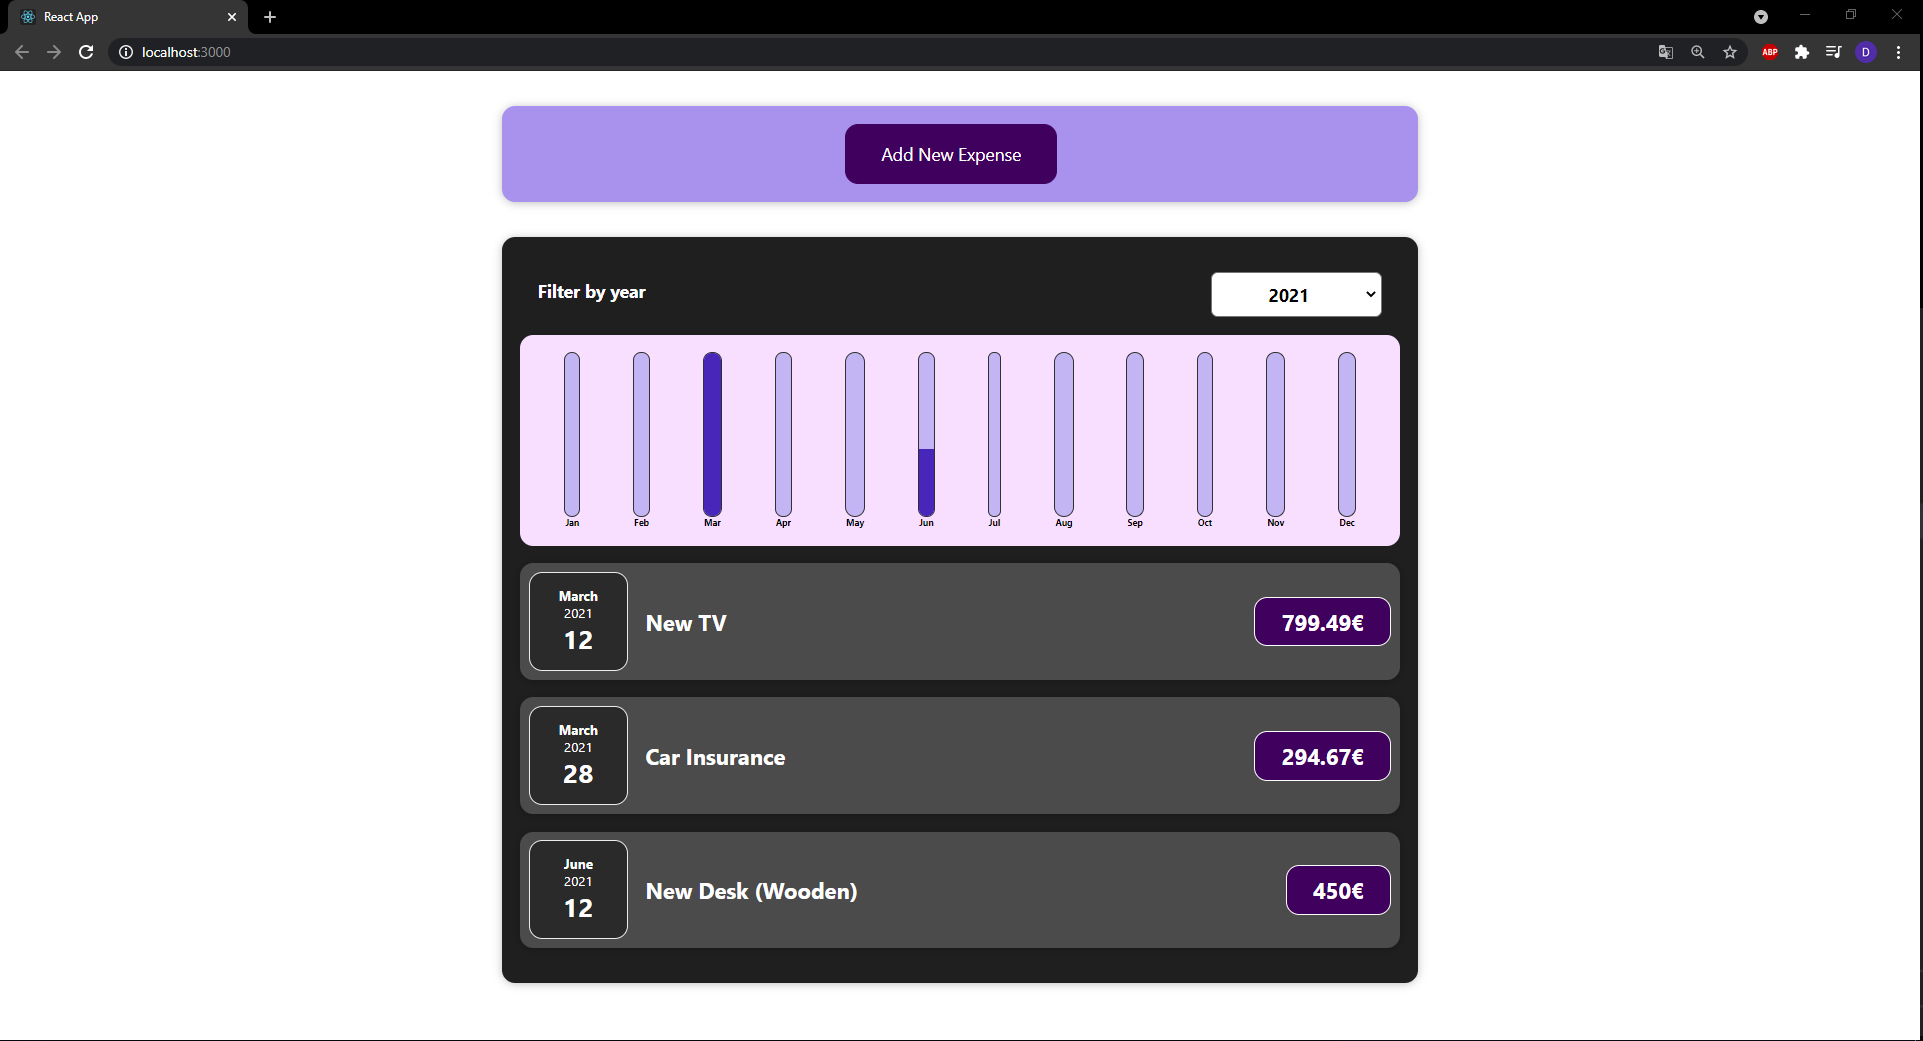 React App
localhost:3000
ABP
D
Add New Expense
Filter by year
2021
Jan Feb Mar Apr May Jun Jul Aug Sep Oct Nov Dec
March
2021
12
New TV
799.49€
March
2021
28
Car Insurance
294.67€
June
2021
12
New Desk (Wooden)
450€